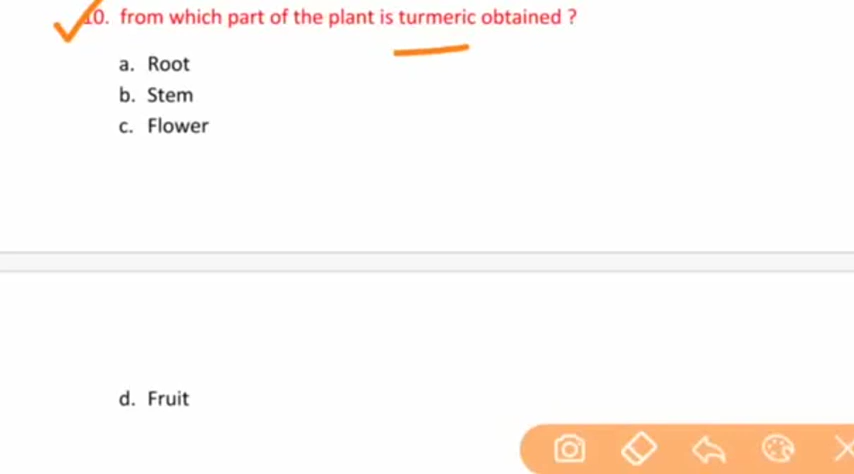 10. from which part of the plant is turmeric obtained ?
a. Root
b. Stem
c. Flower
d. Fruit